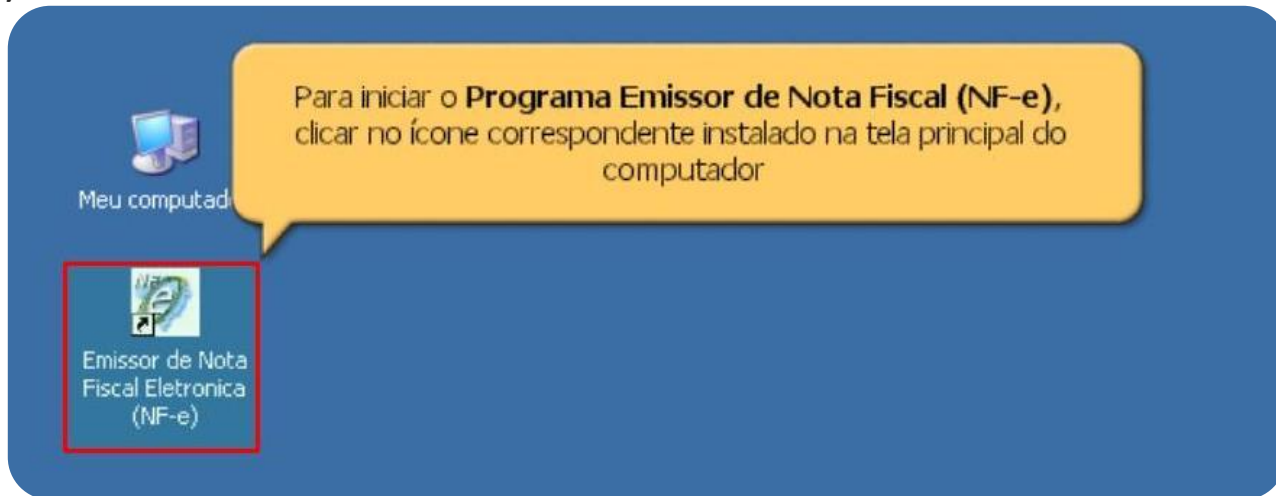 Para iniciar o Programa Emissor de Nota Fiscal (NF-e),
clicar no ícone correspondente instalado na tela principal do
computador
Meu computad
Emissor de Nota
Fiscal Eletronica
(NF-e)